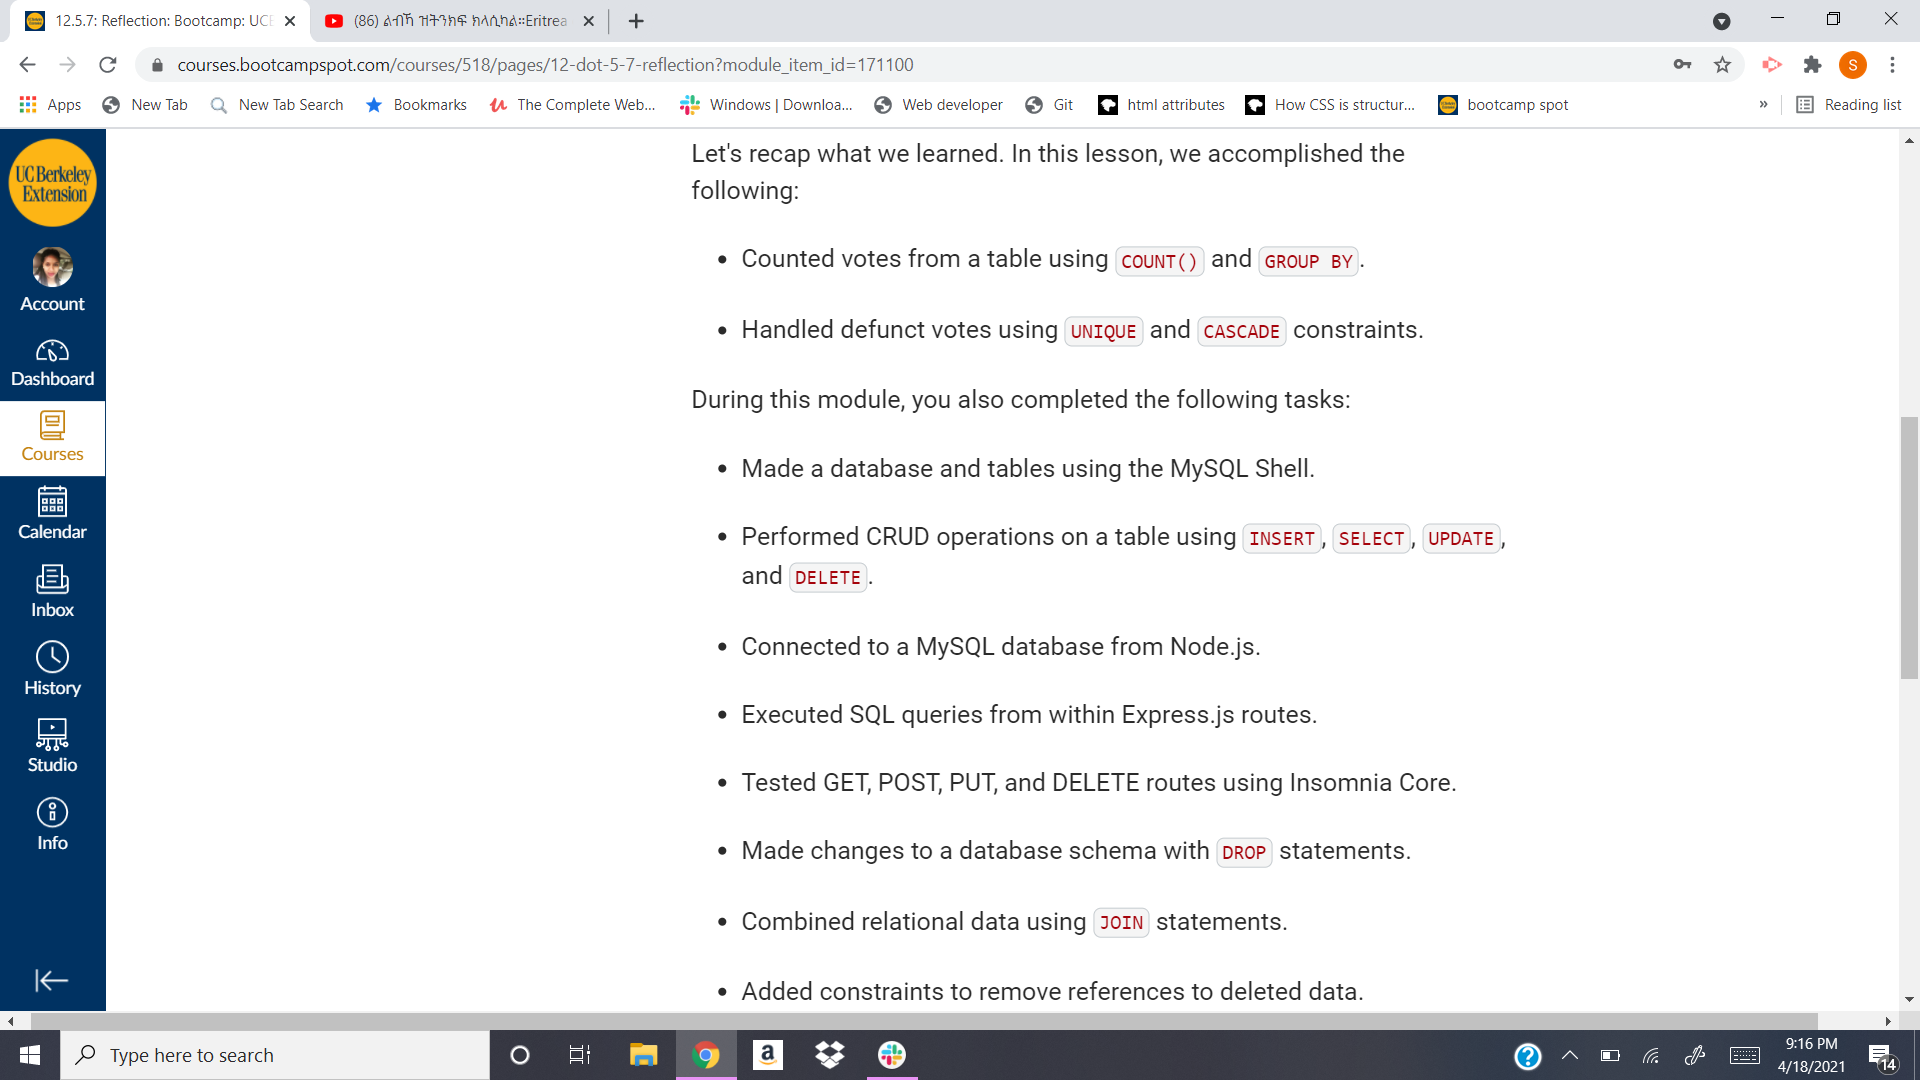 12.5.7: Reflection: Bootcamp: UCB
(86) ልብኻ ዝትንክፍ ክላሲካል።Eritrea
courses.bootcampspot.com/courses/518/pages/12-dot-5-7-reflection?module_item_id=171100
S
Apps New Tab New Tab Search Bookmarks The Complete Web... Windows | Downloa... Web developer Git html attributes How CSS is structur... bootcamp spot » Reading list
UC Berkeley
Extension
Account
Dashboard
Courses
Calendar
Inbox
History
Studio
Info
Let's recap what we learned. In this lesson, we accomplished the
following:
• Counted votes from a table using COUNT() and GROUP BY.
• Handled defunct votes using UNIQUE and CASCADE constraints.
During this module, you also completed the following tasks:
• Made a database and tables using the MySQL Shell.
• Performed CRUD operations on a table using INSERT, SELECT, UPDATE,
and DELETE.
• Connected to a MySQL database from Node.js.
• Executed SQL queries from within Express.js routes.
• Tested GET, POST, PUT, and DELETE routes using Insomnia Core.
• Made changes to a database schema with DROP statements.
• Combined relational data using JOIN statements.
• Added constraints to remove references to deleted data.
Type here to search
9:16 PM
4/18/2021
14